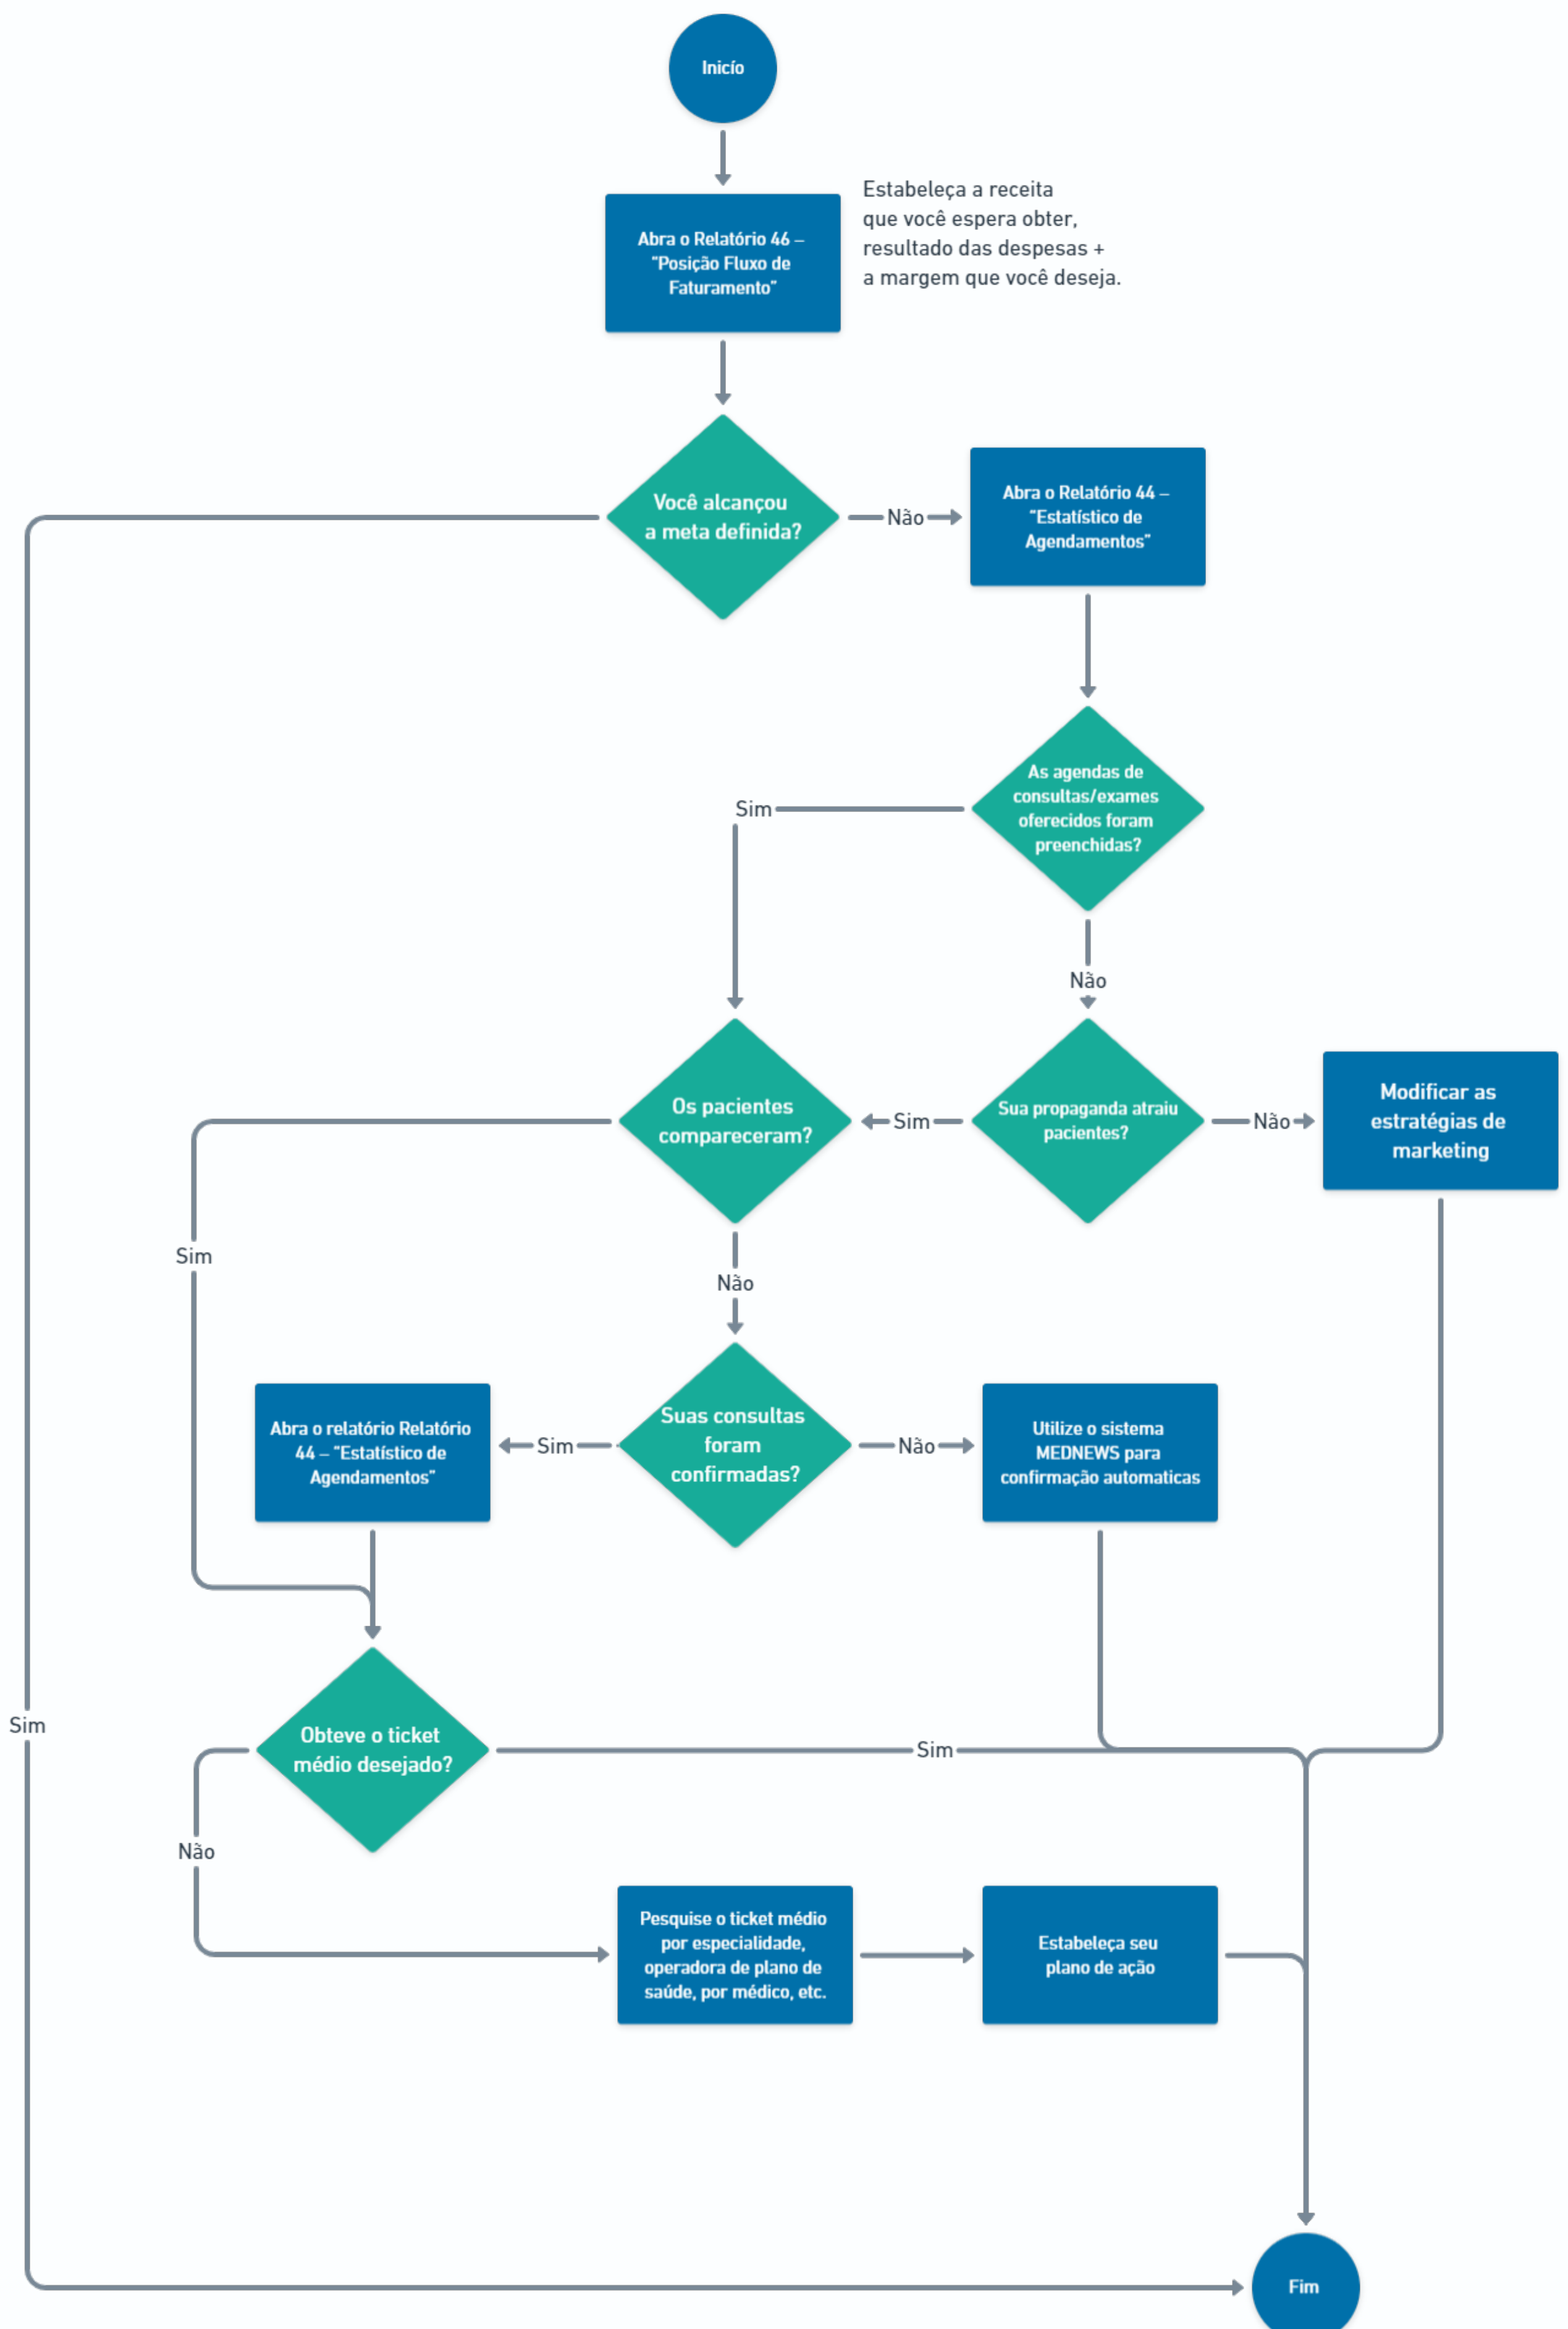 Inicío
Abra o Relatório 46 –
“Posição Fluxo de
Faturamento”
Estabeleça a receita
que você espera obter,
resultado das despesas +
a margem que você deseja.
Você alcançou
a meta definida?
Não
Abra o Relatório 44 –
“Estatístico de
Agendamentos”
As agendas de
consultas/exames
oferecidos foram
preenchidas?
Sim
Não
Os pacientes
compareceram?
Sim
Sua propaganda atraiu
pacientes?
Não
Modificar as
estratégias de
marketing
Sim
Não
Abra o relatório Relatório
44 – “Estatístico de
Agendamentos”
Sim
Suas consultas
foram
confirmadas?
Não
Utilize o sistema
MEDNEWS para
confirmação automaticas
Sim
Obteve o ticket
médio desejado?
Sim
Não
Pesquise o ticket médio
por especialidade,
operadora de plano de
saúde, por médico, etc.
Estabeleça seu
plano de ação
Fim